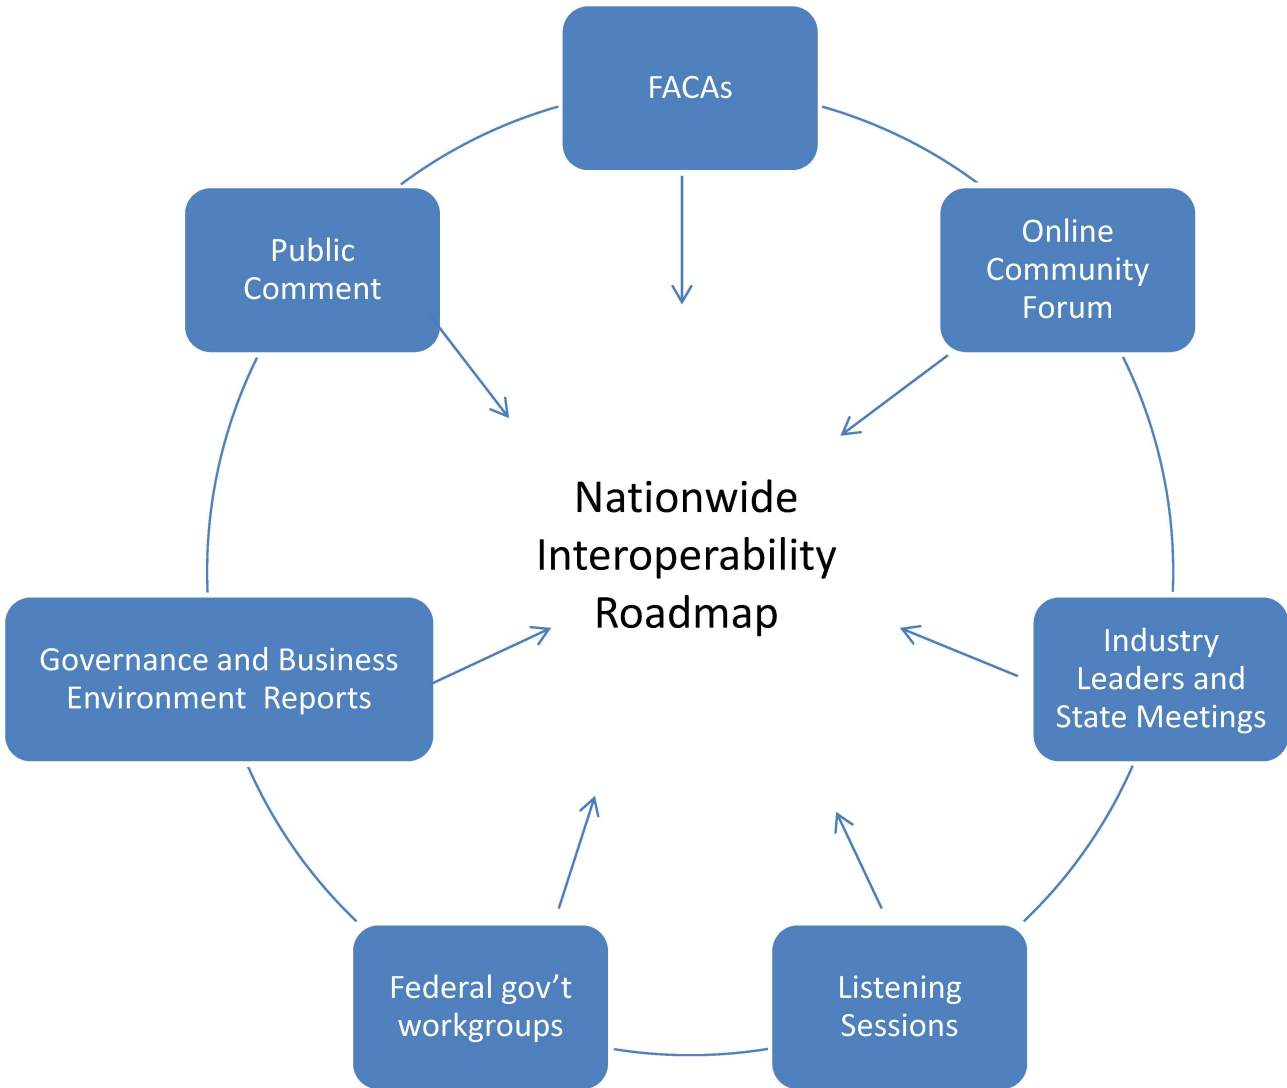 FACAs
Public
Comment
Online
Community
Forum
Nationwide
Interoperability
Roadmap
Governance and Business
Environment  Reports
Industry
Leaders and
State Meetings
Federal gov’t
workgroups
Listening
Sessions